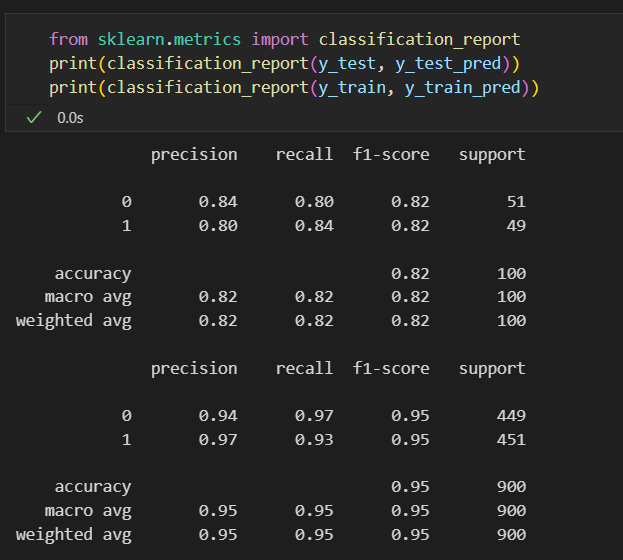 from sklearn.metrics import classification_report
print(classification_report(y_test, y_test_pred))
print(classification_report(y_train, y_train_pred))
0.0s
precision recall f1-score support
0 0.84 0.80 0.82 51
1 0.80 0.84 0.82 49
accuracy 0.82 100
macro avg 0.82 0.82 0.82 100
weighted avg 0.82 0.82 0.82 100
precision recall f1-score support
0 0.94 0.97 0.95 449
1 0.97 0.93 0.95 451
accuracy 0.95 900
macro avg 0.95 0.95 0.95 900
weighted avg 0.95 0.95 0.95 900